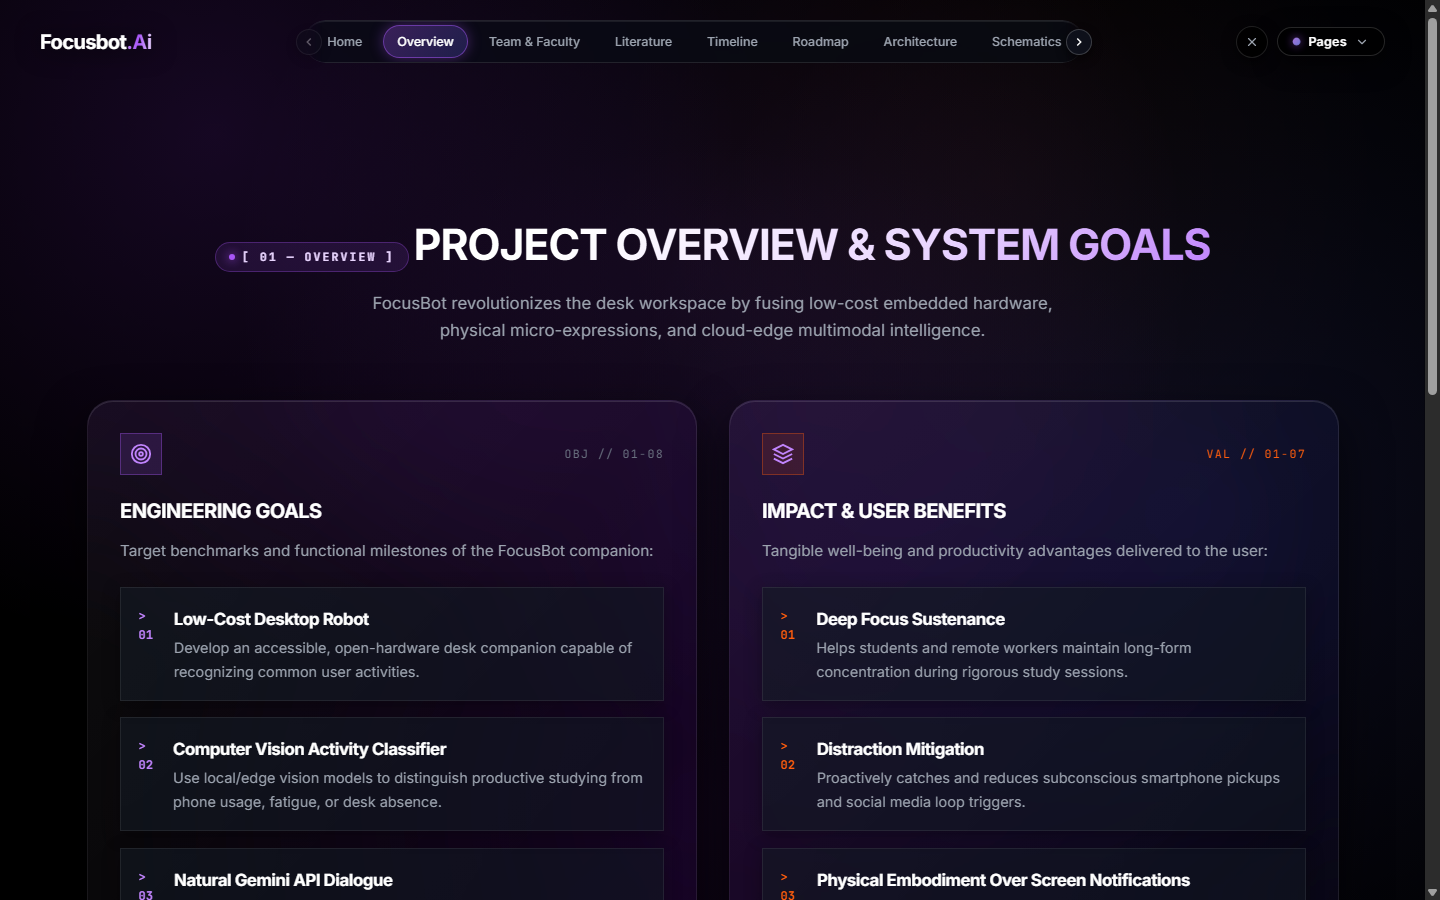 Focusbot.Ai
Home
Overview
Team & Faculty
Literature
Timeline
Roadmap
Architecture
Schematics
Pages
[ 01 — OVERVIEW ]
PROJECT OVERVIEW & SYSTEM GOALS
FocusBot revolutionizes the desk workspace by fusing low-cost embedded hardware,
physical micro-expressions, and cloud-edge multimodal intelligence.
OBJ // 01-08
ENGINEERING GOALS
Target benchmarks and functional milestones of the FocusBot companion:
> 01
Low-Cost Desktop Robot
Develop an accessible, open-hardware desk companion capable of
recognizing common user activities.
> 02
Computer Vision Activity Classifier
Use local/edge vision models to distinguish productive studying from
phone usage, fatigue, or desk absence.
> 03
Natural Gemini API Dialogue
VAL // 01-07
IMPACT & USER BENEFITS
Tangible well-being and productivity advantages delivered to the user:
> 01
Deep Focus Sustenance
Helps students and remote workers maintain long-form
concentration during rigorous study sessions.
> 02
Distraction Mitigation
Proactively catches and reduces subconscious smartphone pickups
and social media loop triggers.
> 03
Physical Embodiment Over Screen Notifications